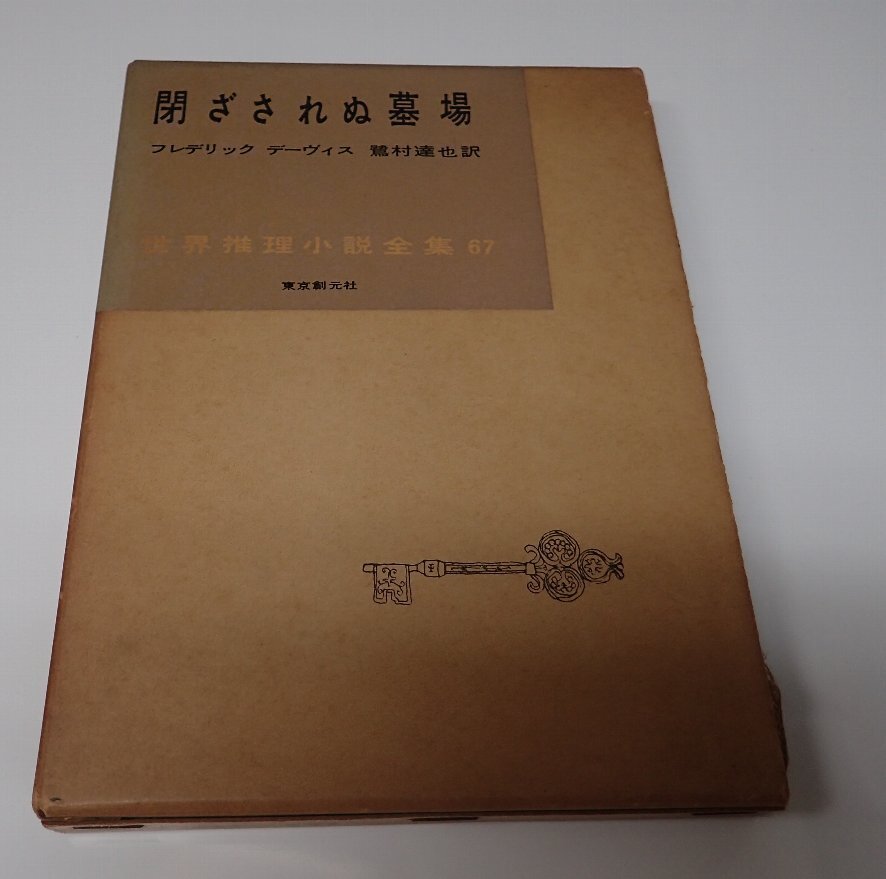 閉ざされぬ墓場
フレデリック デーヴィス 鷺村達也訳
世界推理小説全集 67
東京創元社